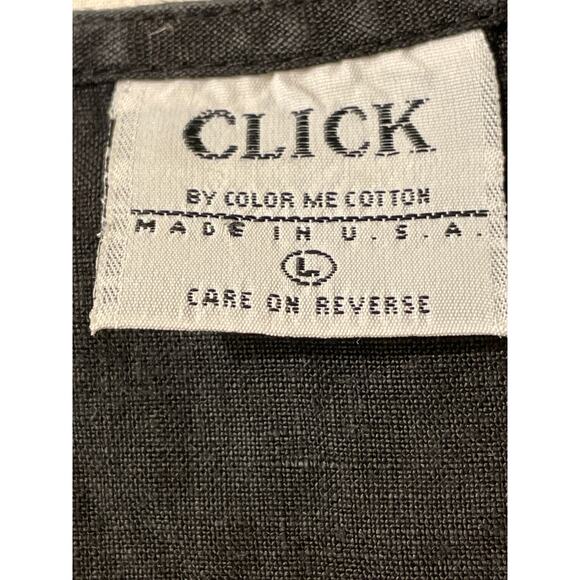 CLICK
BY COLOR ME COTTON
MADE IN U.S.A.
L
CARE ON REVERSE